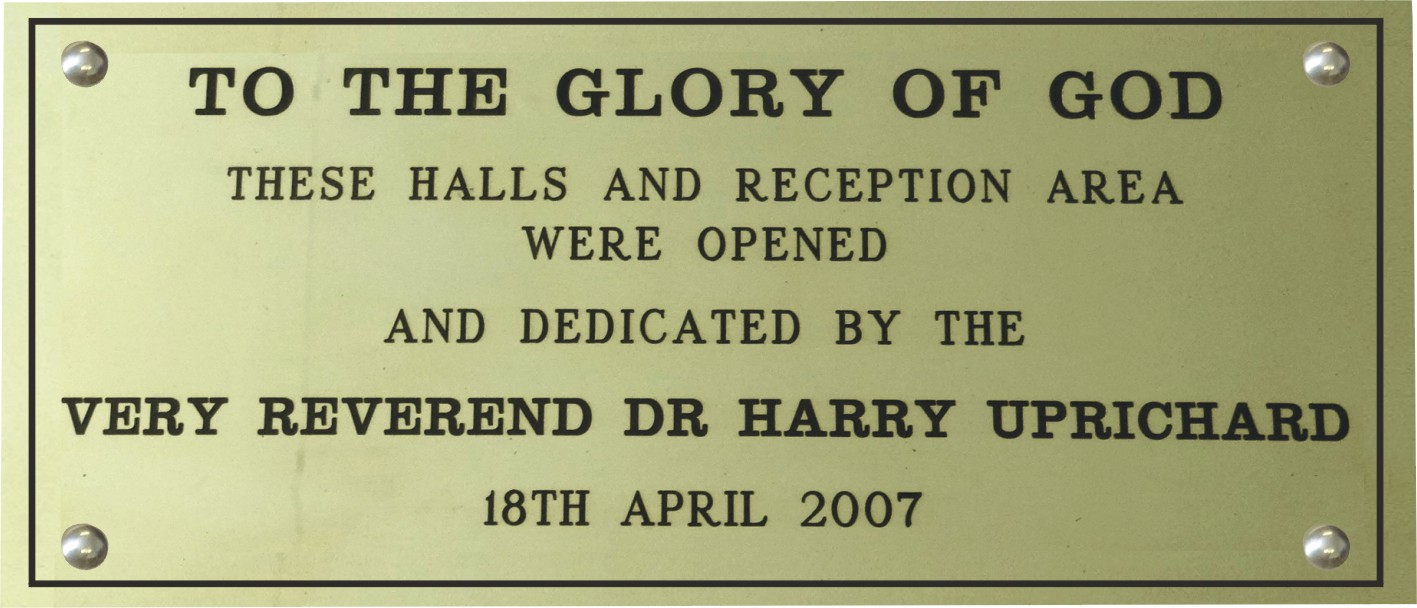 TO THE GLORY OF GOD
THESE HALLS AND RECEPTION AREA
WERE OPENED
AND DEDICATED BY THE
VERY REVEREND DR HARRY UPRICHARD
18TH APRIL 2007